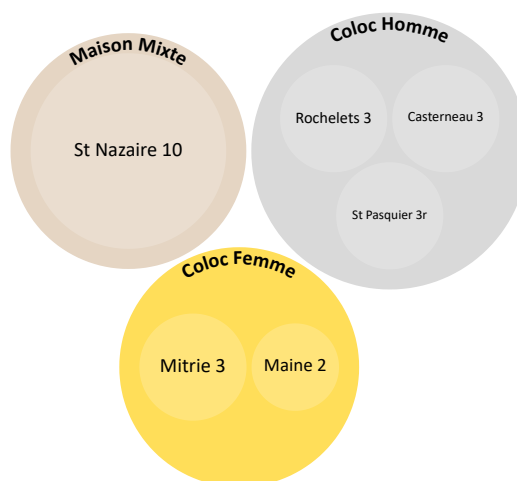 Maison Mixte
St Nazaire 10
Coloc Homme
Rochelets 3
Casterneau 3
St Pasquier 3r
Coloc Femme
Mitrie 3
Maine 2